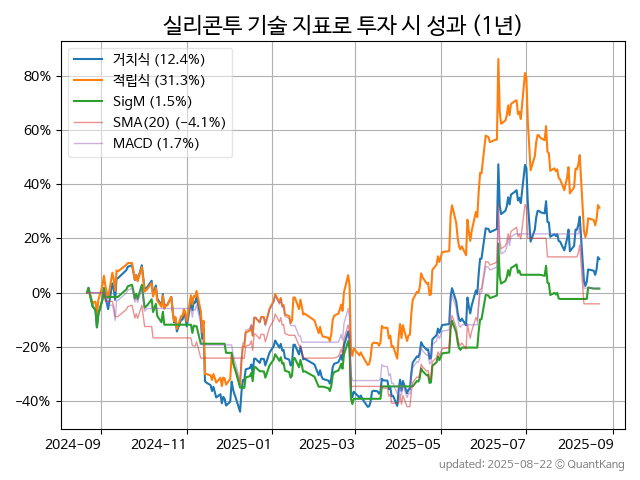 실리콘투 기술 지표로 투자 시 성과 (1년)
거치식 (12.4%)
적립식 (31.3%)
SigM (1.5%)
SMA(20) (−4.1%)
MACD (1.7%)
80%
60%
40%
20%
0%
−20%
−40%
2024−09
2024−11
2025−01
2025−03
2025−05
2025−07
2025−09
updated: 2025-08-22 © QuantKang